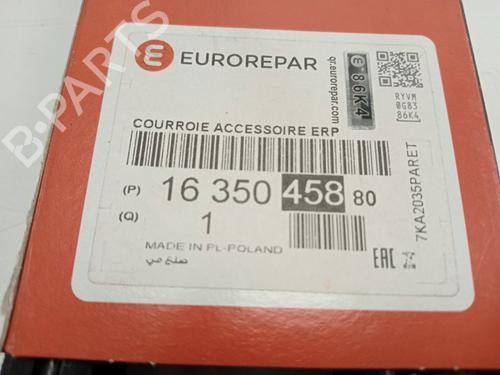 EUROREPAR
qr.eurorepar.com
e 86K4
RYVM
0G83
86K4
COURROIE ACCESSOIRE ERP
(P) 16 350 458 80
(Q) 1
MADE IN PL-POLAND
صنع في
EAC
7KA2035PARET
B-PARTS